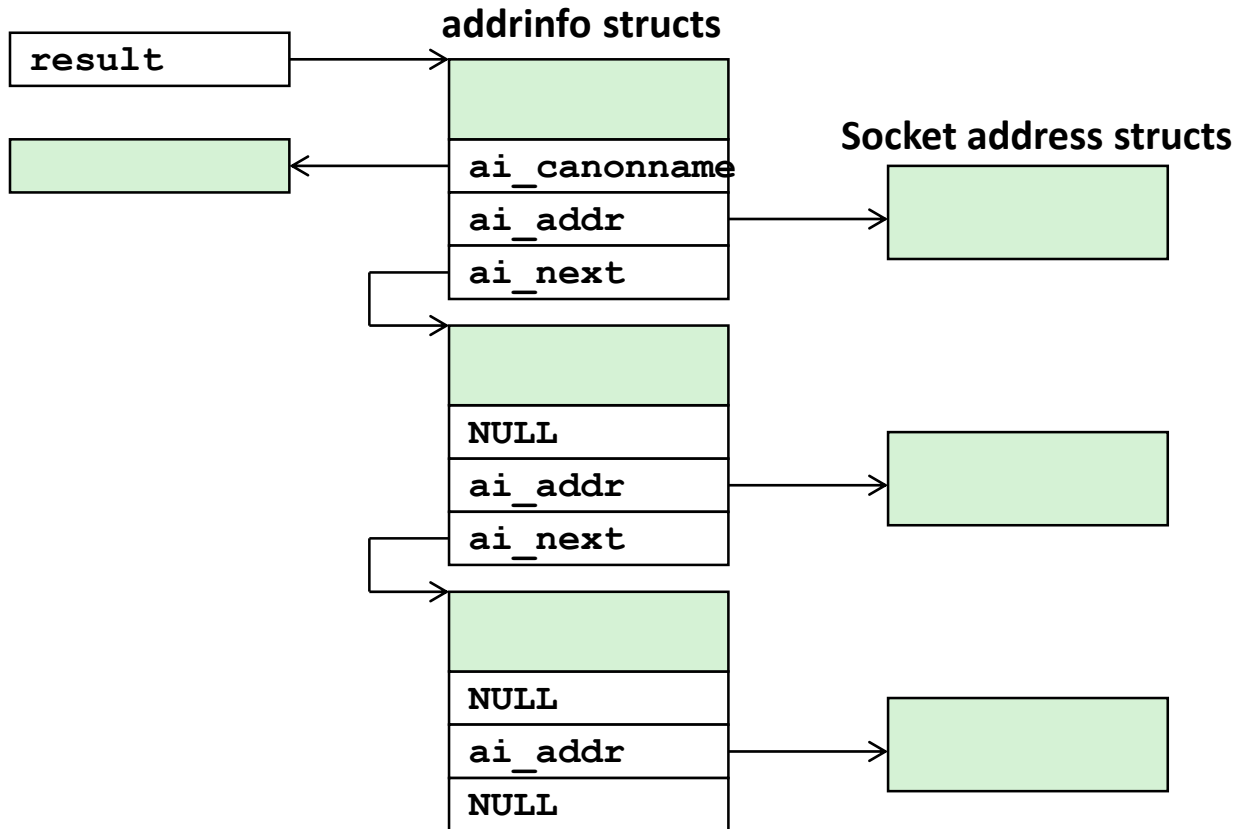 addrinfo structs
result
Socket address structs
ai_canonname
ai_addr
ai_next
NULL
ai_addr
ai_next
NULL
ai_addr
NULL